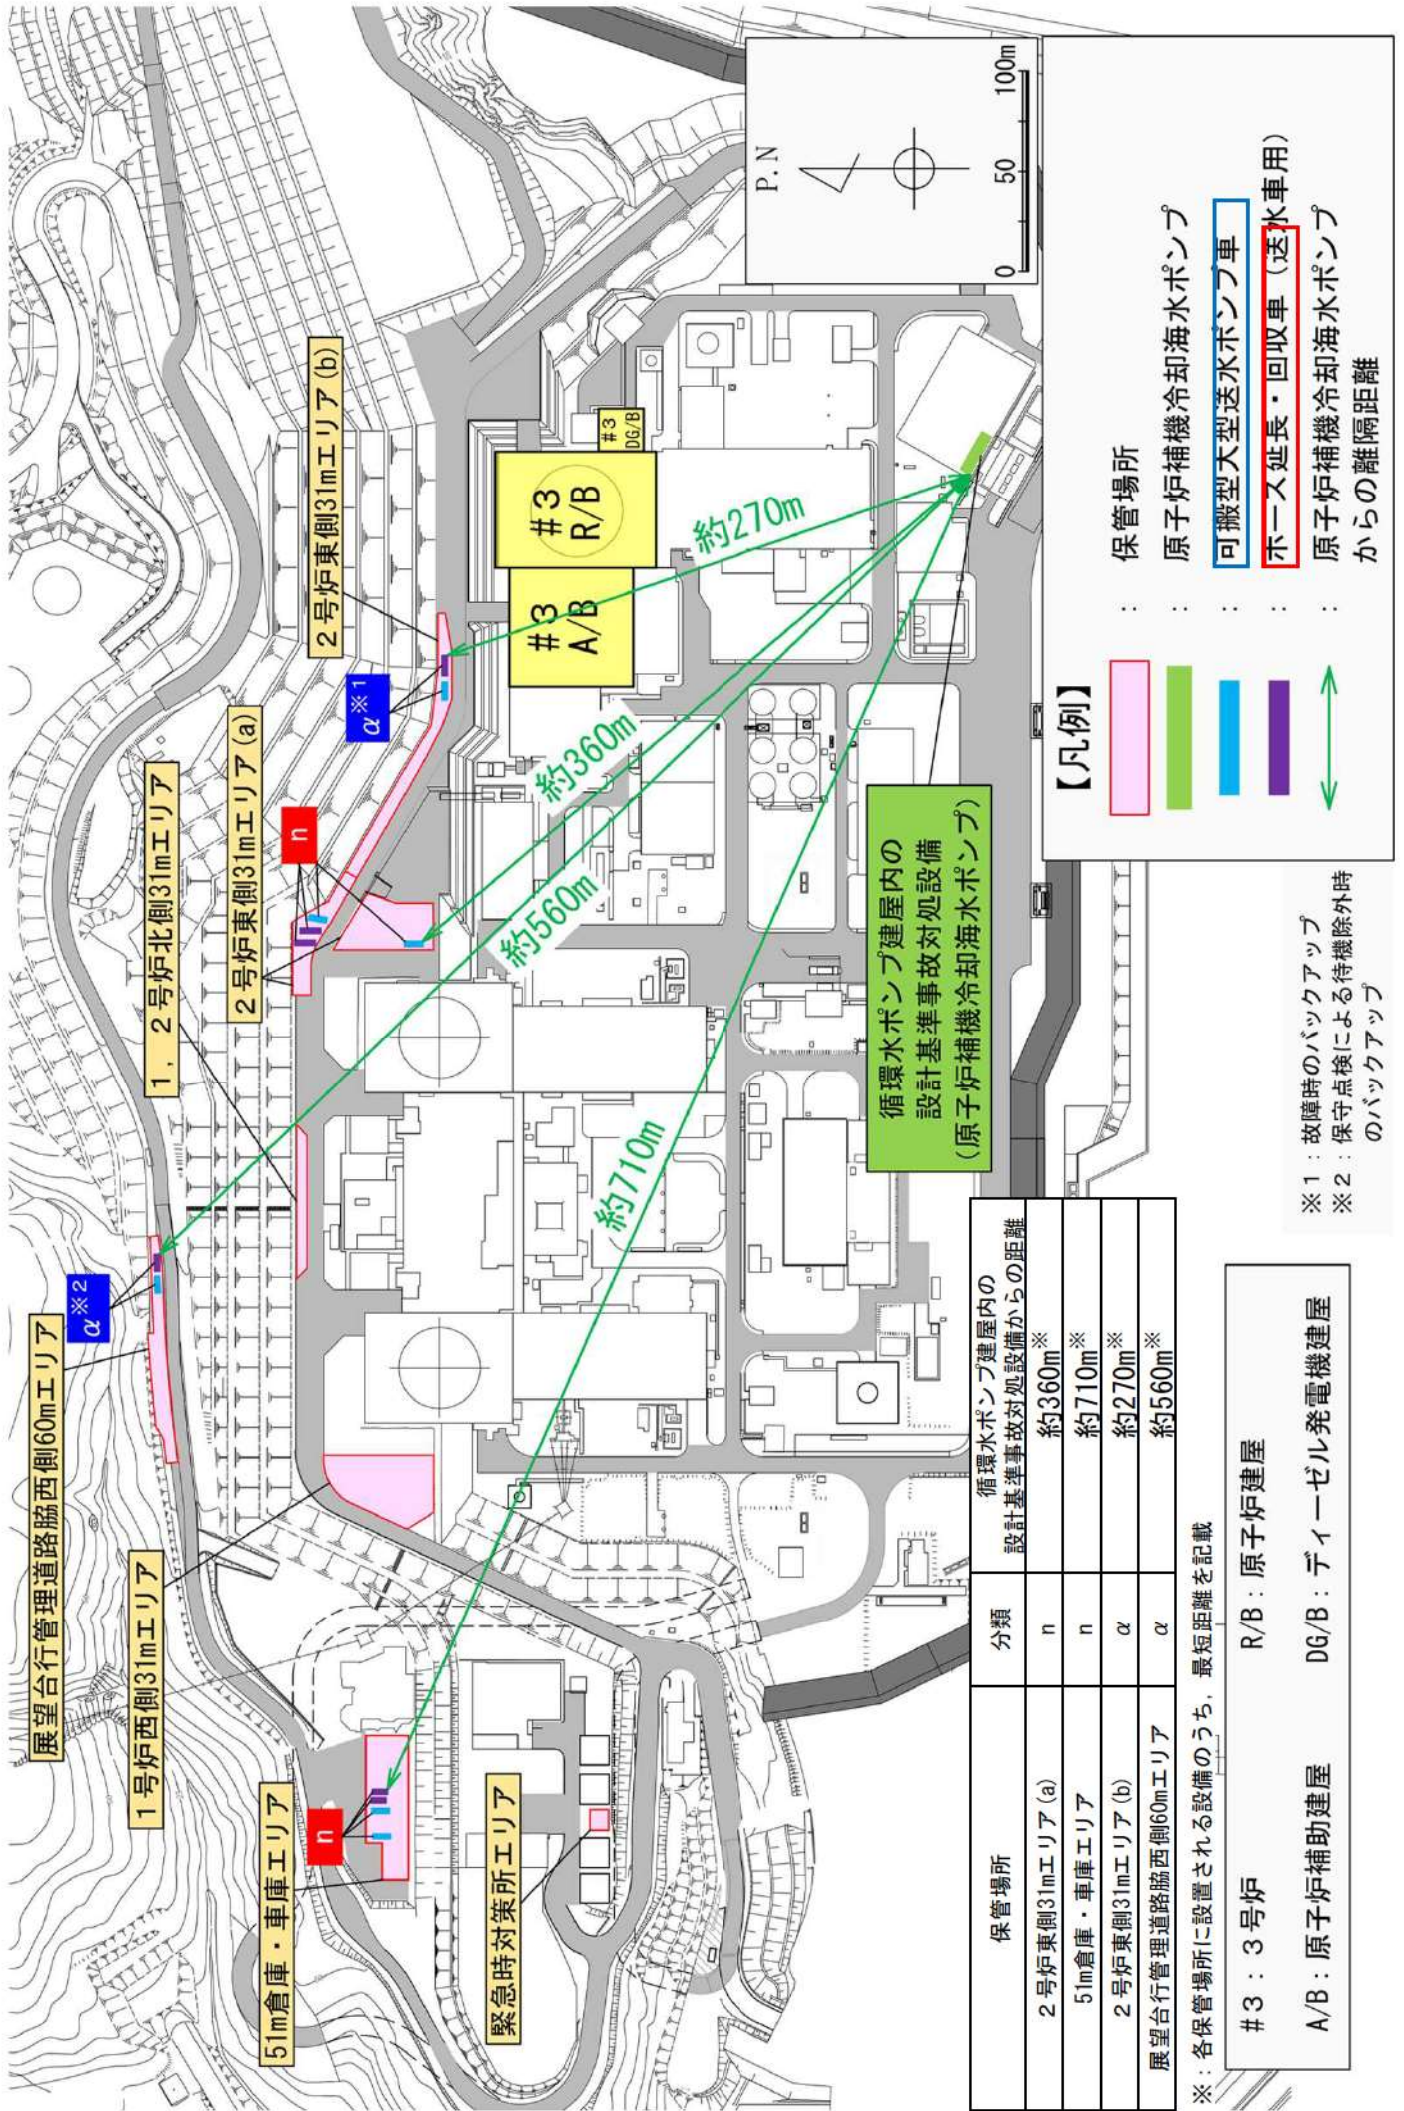 展望台行管理道路脇西側60mエリア
α※2
1，2号炉北側31mエリア
2号炉東側31mエリア(a)
n
α※1
2号炉東側31mエリア(b)
1号炉西側31mエリア
51m倉庫・車庫エリア
n
緊急時対策所エリア
#3
R/B
#3
A/B
#3
DG/B
約270m
約360m
約560m
約710m
循環水ポンプ建屋内の
設計基準事故対処設備
(原子炉補機冷却海水ポンプ)
P.N
0 50 100m
【凡例】
： 保管場所
： 原子炉補機冷却海水ポンプ
： 可搬型大型送水ポンプ車
： ホース延長・回収車（送水車用）
： 原子炉補機冷却海水ポンプ
からの離隔距離
保管場所 分類 循環水ポンプ建屋内の
設計基準事故対処設備からの距離
2号炉東側31mエリア(a) n 約360m※
51m倉庫・車庫エリア n 約710m※
2号炉東側31mエリア(b) α 約270m※
展望台行管理道路脇西側60mエリア α 約560m※
※：各保管場所に設置される設備のうち，最短距離を記載
※1：故障時のバックアップ
※2：保守点検による待機除外時
のバックアップ
#3：3号炉 R/B：原子炉建屋
A/B：原子炉補助建屋 DG/B：ディーゼル発電機建屋